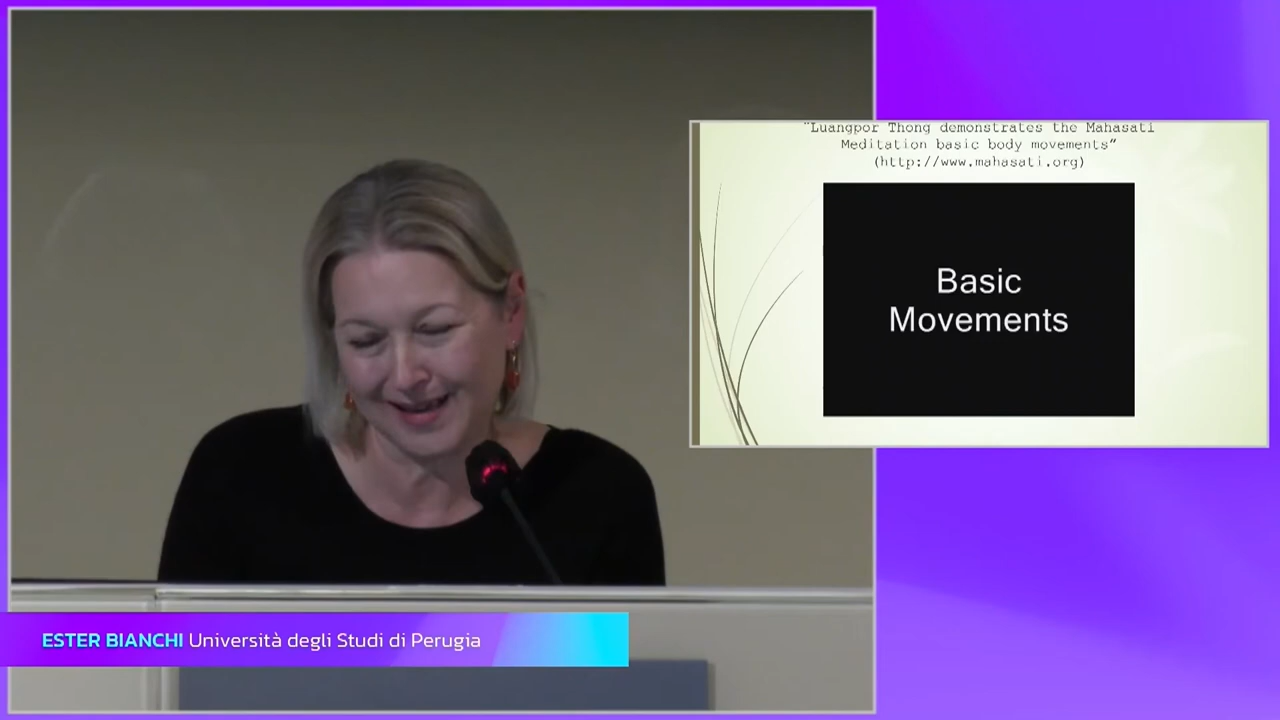 "Luangpor Thong demonstrates the Mahasati
Meditation basic body movements”
(http://www.mahasati.org)
Basic
Movements
ESTER BIANCHI Università degli Studi di Perugia